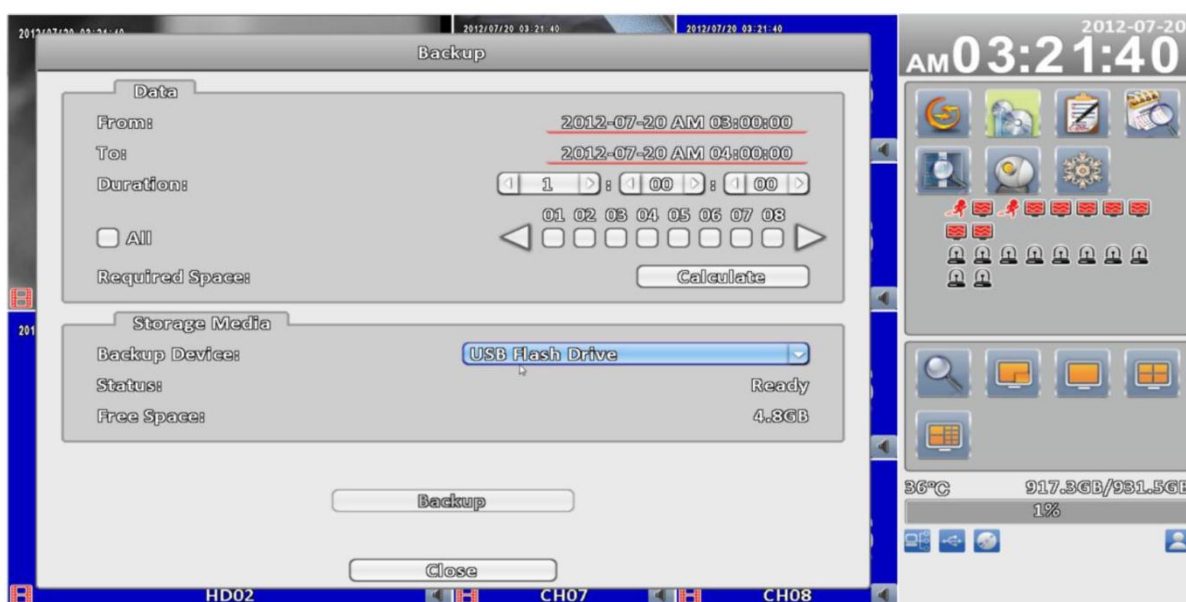 2012/07/20 03:21:40
2012/07/20 03:21:40
2012-07-20
AM 03:21:40
Backup
Data
From: 2012-07-20 AM 03:00:00
To: 2012-07-20 AM 04:00:00
Duration: 1 : 00 : 00
01 02 03 04 05 06 07 08
All
Required Space: Calculate
201
Storage Media
Backup Device: USB Flash Drive
Status: Ready
Free Space: 4.8GB
36°C 917.3GB/931.5GB
1%
Backup
Close
HD02 CH07 CH08